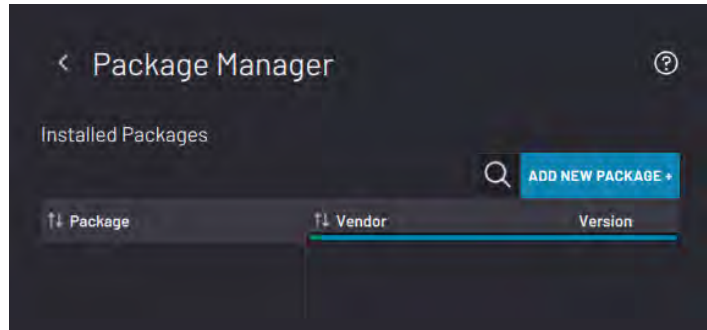 Package Manager
Installed Packages
ADD NEW PACKAGE +
Package Vendor Version